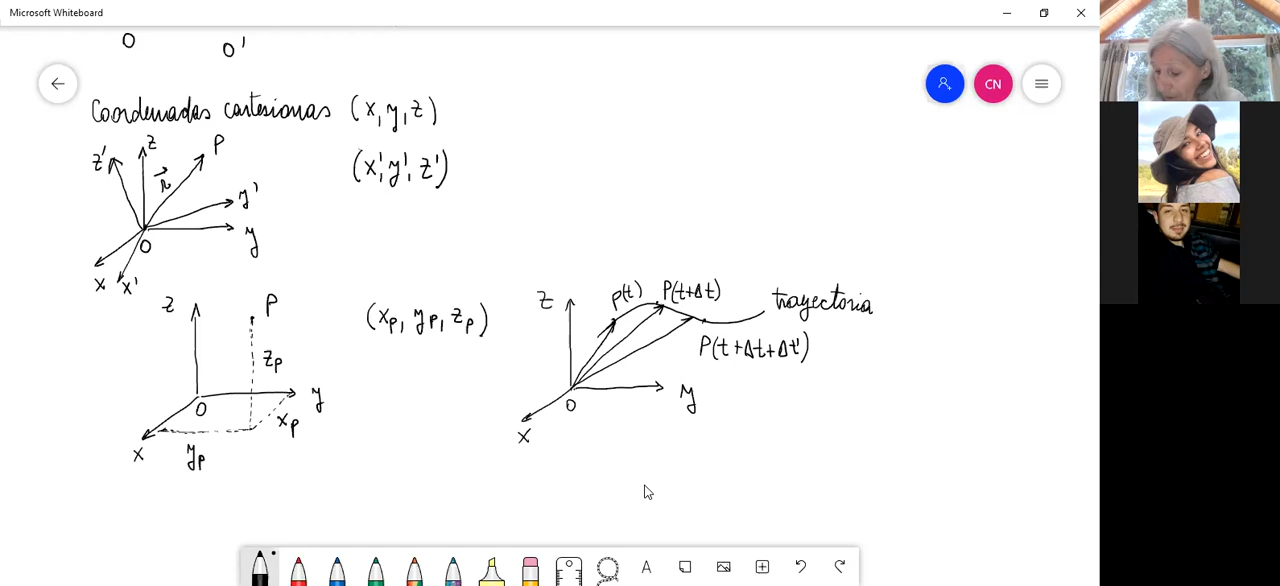 Microsoft Whiteboard
O O'
CN
Coordenadas cartesianas (x, y, z)
(x', y', z')
z' z P
r
y'
y
O
x x'
z P
(xₚ, yₚ, zₚ)
zₚ
O y
xₚ
x
yₚ
z P(t) P(t+Δt) trayectoria
P(t+Δt+Δt')
O y
x
A